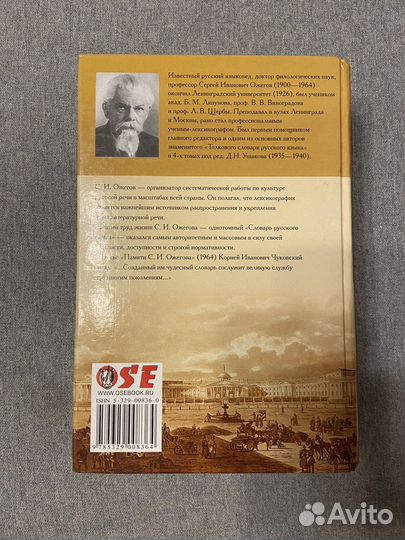 Известный русский языковед, доктор филологических наук,
профессор Сергей Иванович Ожегов (1900—1964)
окончил Ленинградский университет (1926), был учеником
акад. Б. М. Ляпунова, проф. В. В. Виноградова
и проф. Л. В. Щербы. Преподавал в вузах Ленинграда
и Москвы, рано стал профессиональным
ученым-лексикографом. Был первым помощником
главного редактора и одним из основных авторов
знаменитого «Толкового словаря русского языка»
в 4-х томах под ред. Д.Н. Ушакова (1935—1940).
И. Ожегов — организатор систематической работы по культуре
речи в масштабах всей страны. Он полагал, что лексикография
важнейшим источником распространения и укрепления
литературной речи.
труд жизни С. И. Ожегова — однотомный «Словарь русского
— оказался самым авторитетным и массовым в силу своей
доступности и строгой нормативности.
«Памяти С. И. Ожегова» (1964) Корней Иванович Чуковский
«...Созданный им чудесный словарь сослужит великую службу
многим поколениям...»
OSE
WWW.OSEBOOK.RU
ISBN 5-329-00836-0
9 785329 008364
Avito